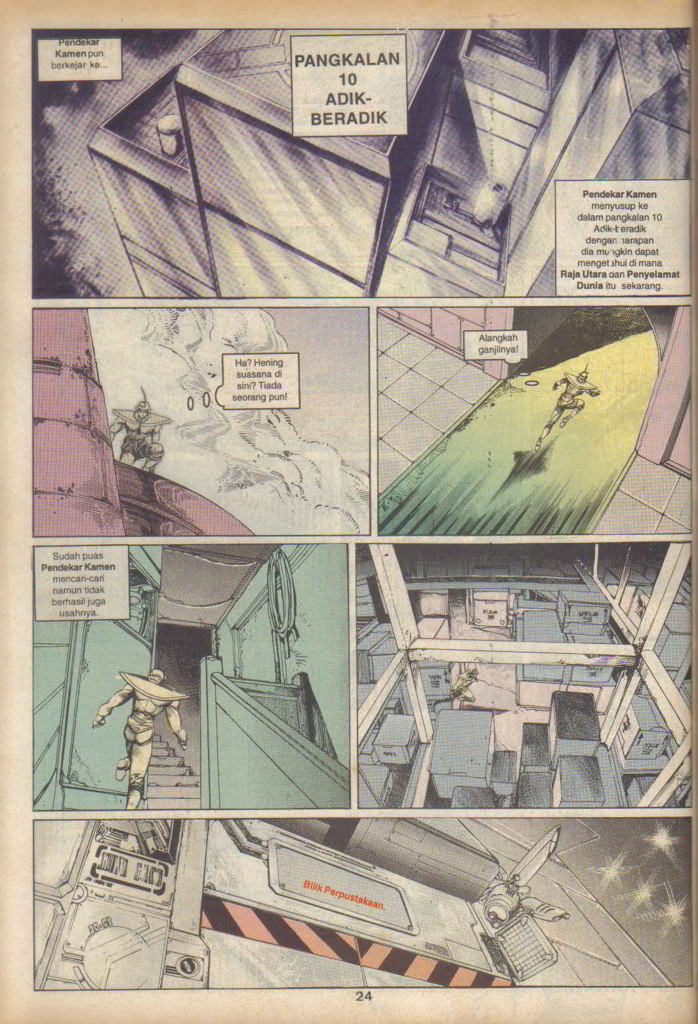 Pendekar
Kamen pun
berkejar ke...
PANGKALAN
10
ADIK-
BERADIK
Pendekar Kamen
menyusup ke
dalam pangkalan 10
Adik-beradik
dengan harapan
dia mungkin dapat
mengetahui di mana
Raja Utara dan Penyelamat
Dunia itu sekarang.
Ha? Hening
suasana di
sini? Tiada
seorang pun!
Alangkah
ganjilnya!
Sudah puas
Pendekar Kamen
mencari-cari
namun tidak
berhasil juga
usahnya.
Bilik Perpustakaan.
24